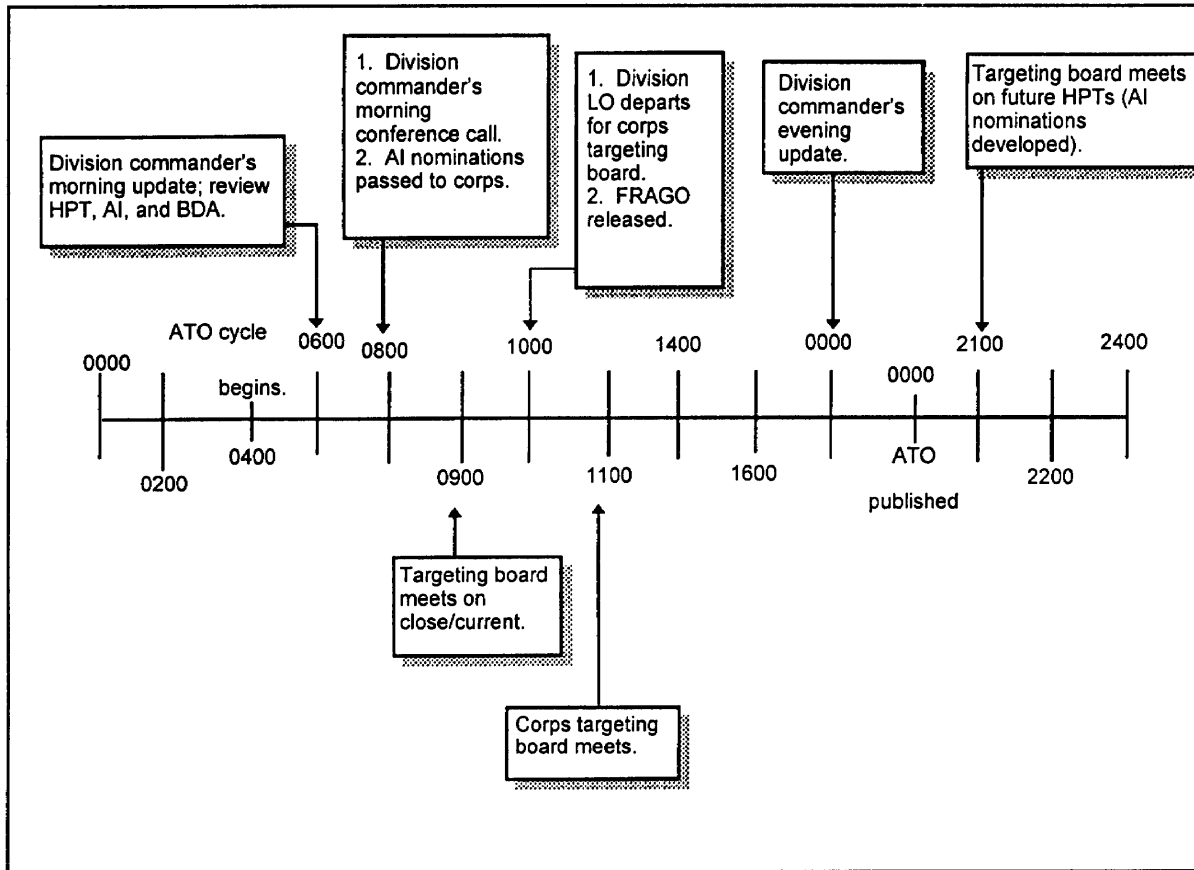 Division commander's
morning update; review
HPT, AI, and BDA.
1. Division
commander's
morning
conference call.
2. AI nominations
passed to corps.
1. Division
LO departs
for corps
targeting
board.
2. FRAGO
released.
Division
commander's
evening
update.
Targeting board meets
on future HPTs (AI
nominations
developed).
ATO cycle
begins.
0000
0600
0800
1000
1400
0000
0000
2100
2400
0200
0400
0900
1100
1600
ATO
published
2200
Targeting board
meets on
close/current.
Corps targeting
board meets.